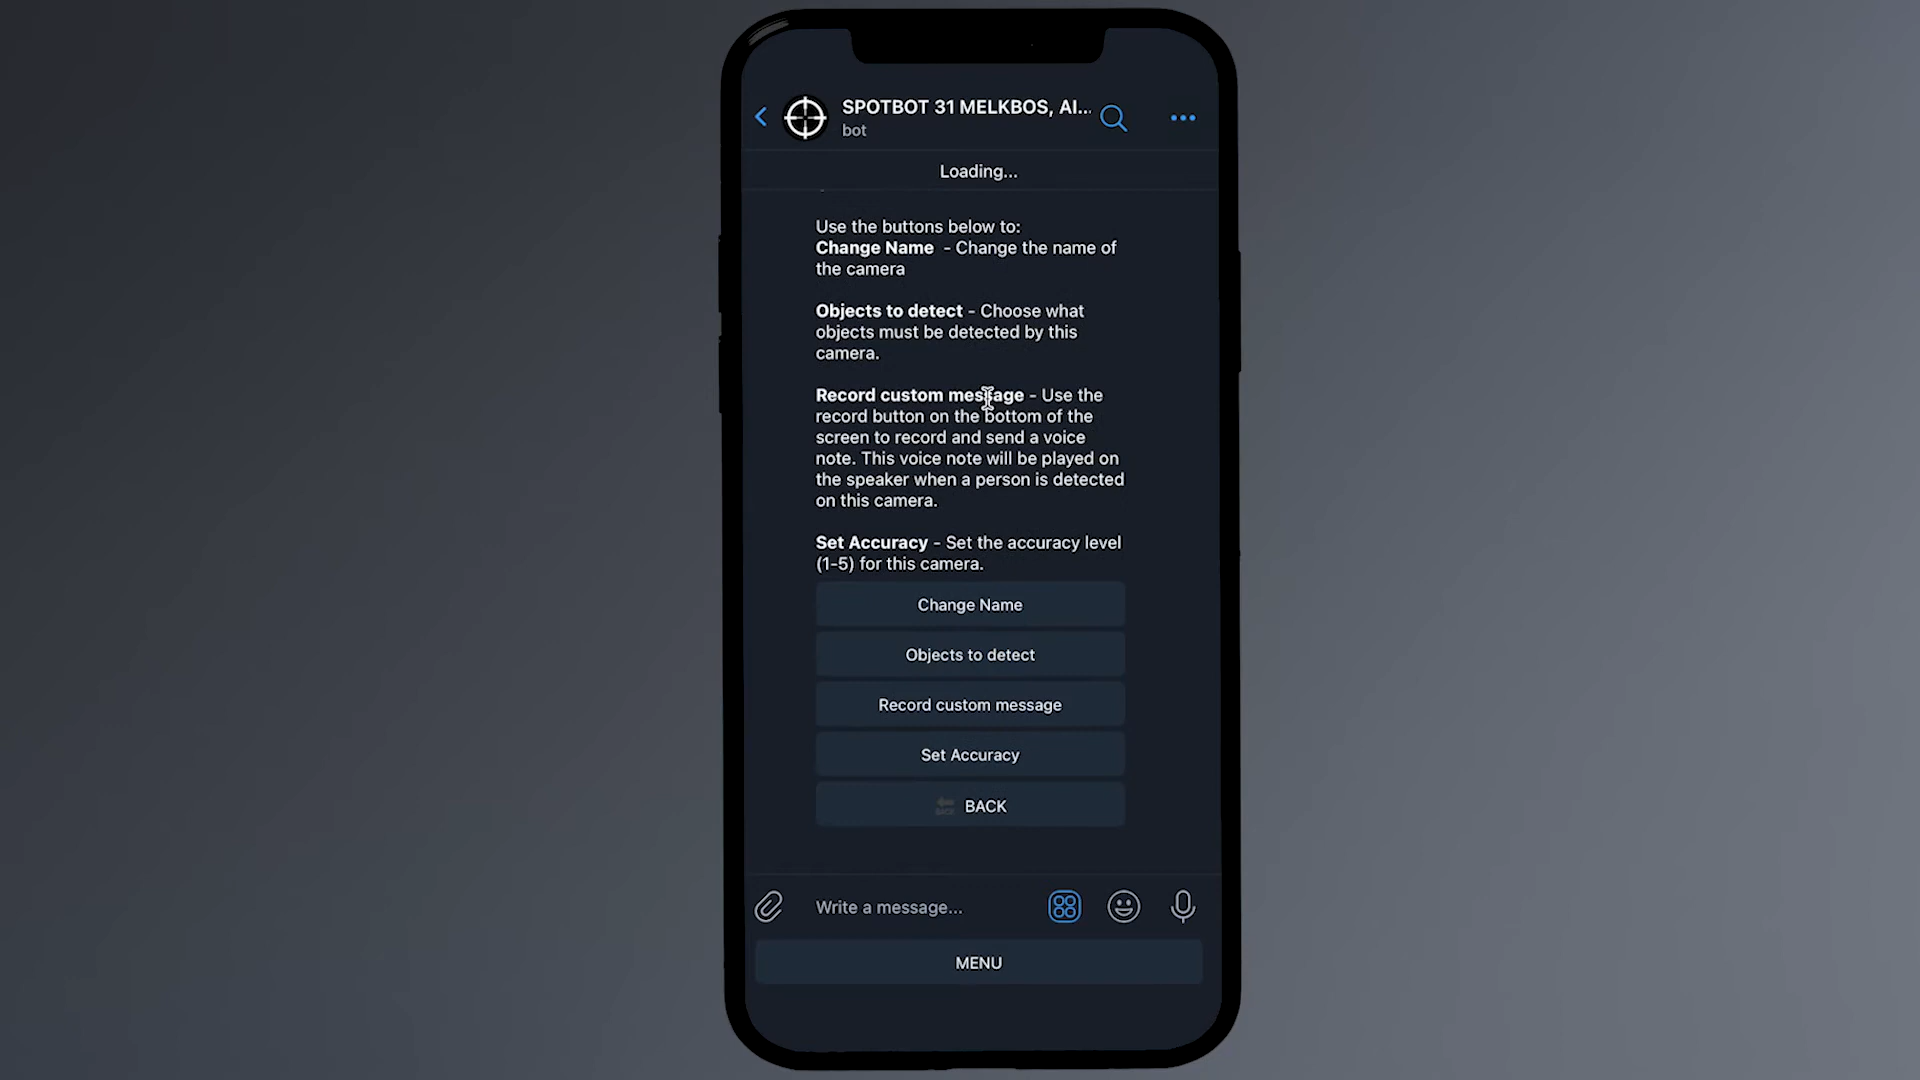 SPOTBOT 31 MELKBOS, AI...
bot
Loading...
Use the buttons below to:
Change Name - Change the name of
the camera
Objects to detect - Choose what
objects must be detected by this
camera.
Record custom message - Use the
record button on the bottom of the
screen to record and send a voice
note. This voice note will be played on
the speaker when a person is detected
on this camera.
Set Accuracy - Set the accuracy level
(1-5) for this camera.
Change Name
Objects to detect
Record custom message
Set Accuracy
BACK
Write a message...
MENU